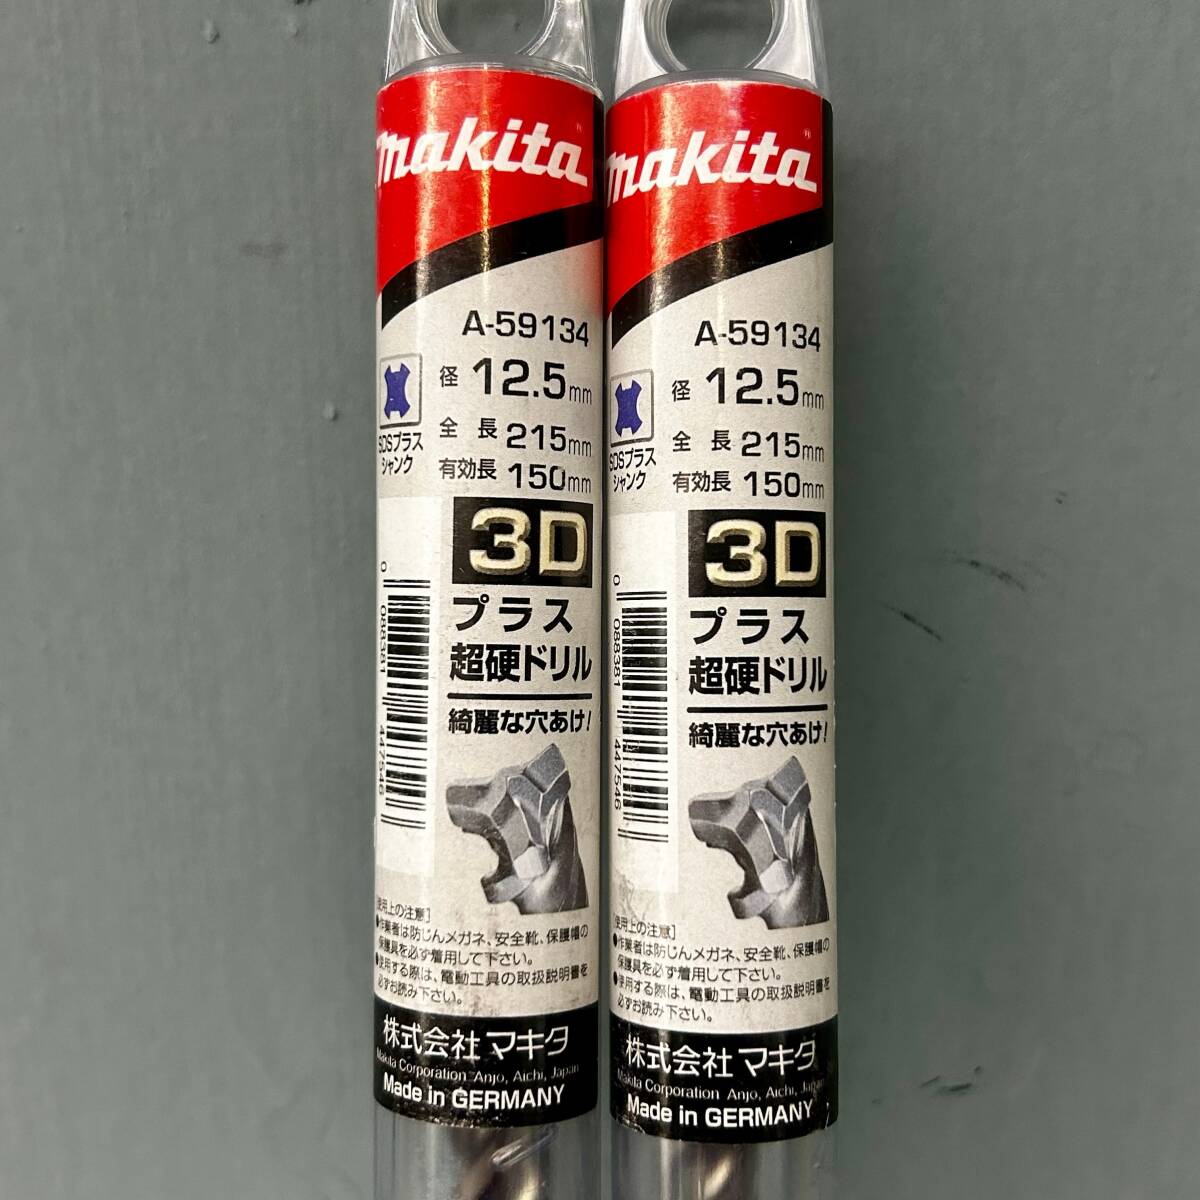 makita
A-59134
径 12.5mm
全長 215mm
有効長 150mm
SDSプラス
シャンク
3D
プラス
超硬ドリル
綺麗な穴あけ!
0 088381 447546
[使用上の注意]
●作業者は防じんメガネ、安全靴、保護帽の
保護具を必ず着用して下さい。
●使用する際は、電動工具の取扱説明書を
必ずお読み下さい。
株式会社 マキタ
Makita Corporation Anjo, Aichi, Japan
Made in GERMANY
makita
A-59134
径 12.5mm
全長 215mm
有効長 150mm
SDSプラス
シャンク
3D
プラス
超硬ドリル
綺麗な穴あけ!
0 088381 447546
[使用上の注意]
●作業者は防じんメガネ、安全靴、保護帽の
保護具を必ず着用して下さい。
●使用する際は、電動工具の取扱説明書を
必ずお読み下さい。
株式会社 マキタ
Makita Corporation Anjo, Aichi, Japan
Made in GERMANY